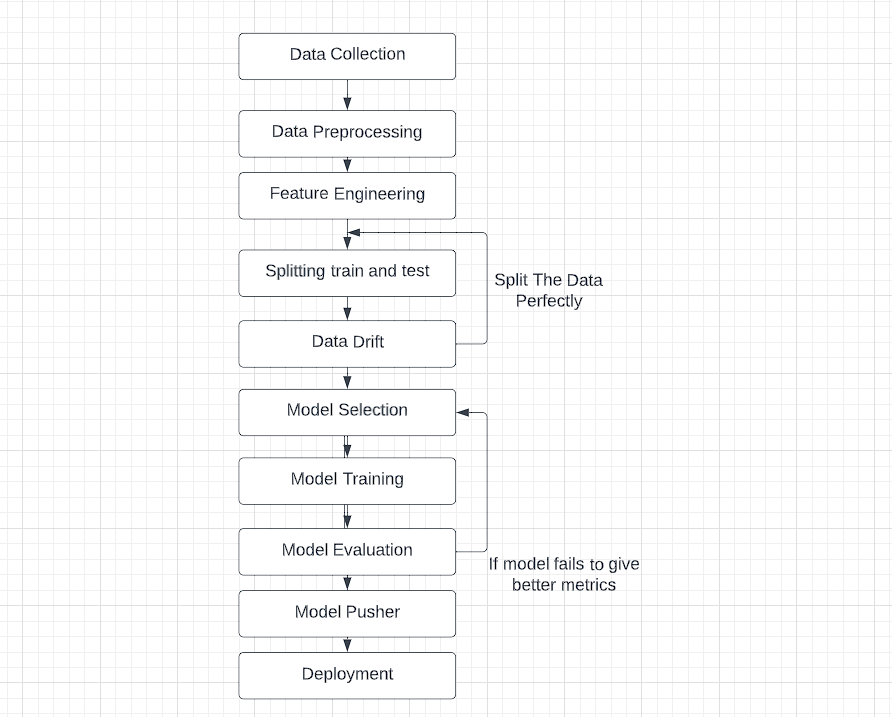 Data Collection
Data Preprocessing
Feature Engineering
Splitting train and test
Split The Data
Perfectly
Data Drift
Model Selection
Model Training
Model Evaluation
If model fails to give
better metrics
Model Pusher
Deployment